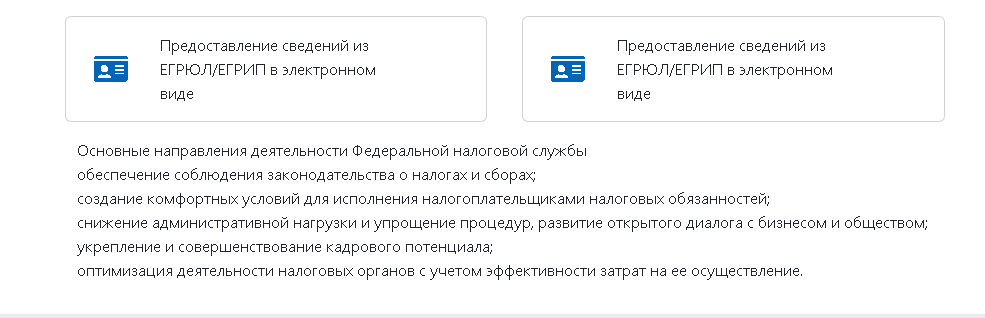 Предоставление сведений из
ЕГРЮЛ/ЕГРИП в электронном
виде
Предоставление сведений из
ЕГРЮЛ/ЕГРИП в электронном
виде
Основные направления деятельности Федеральной налоговой службы
обеспечение соблюдения законодательства о налогах и сборах;
создание комфортных условий для исполнения налогоплательщиками налоговых обязанностей;
снижение административной нагрузки и упрощение процедур, развитие открытого диалога с бизнесом и обществом;
укрепление и совершенствование кадрового потенциала;
оптимизация деятельности налоговых органов с учетом эффективности затрат на ее осуществление.